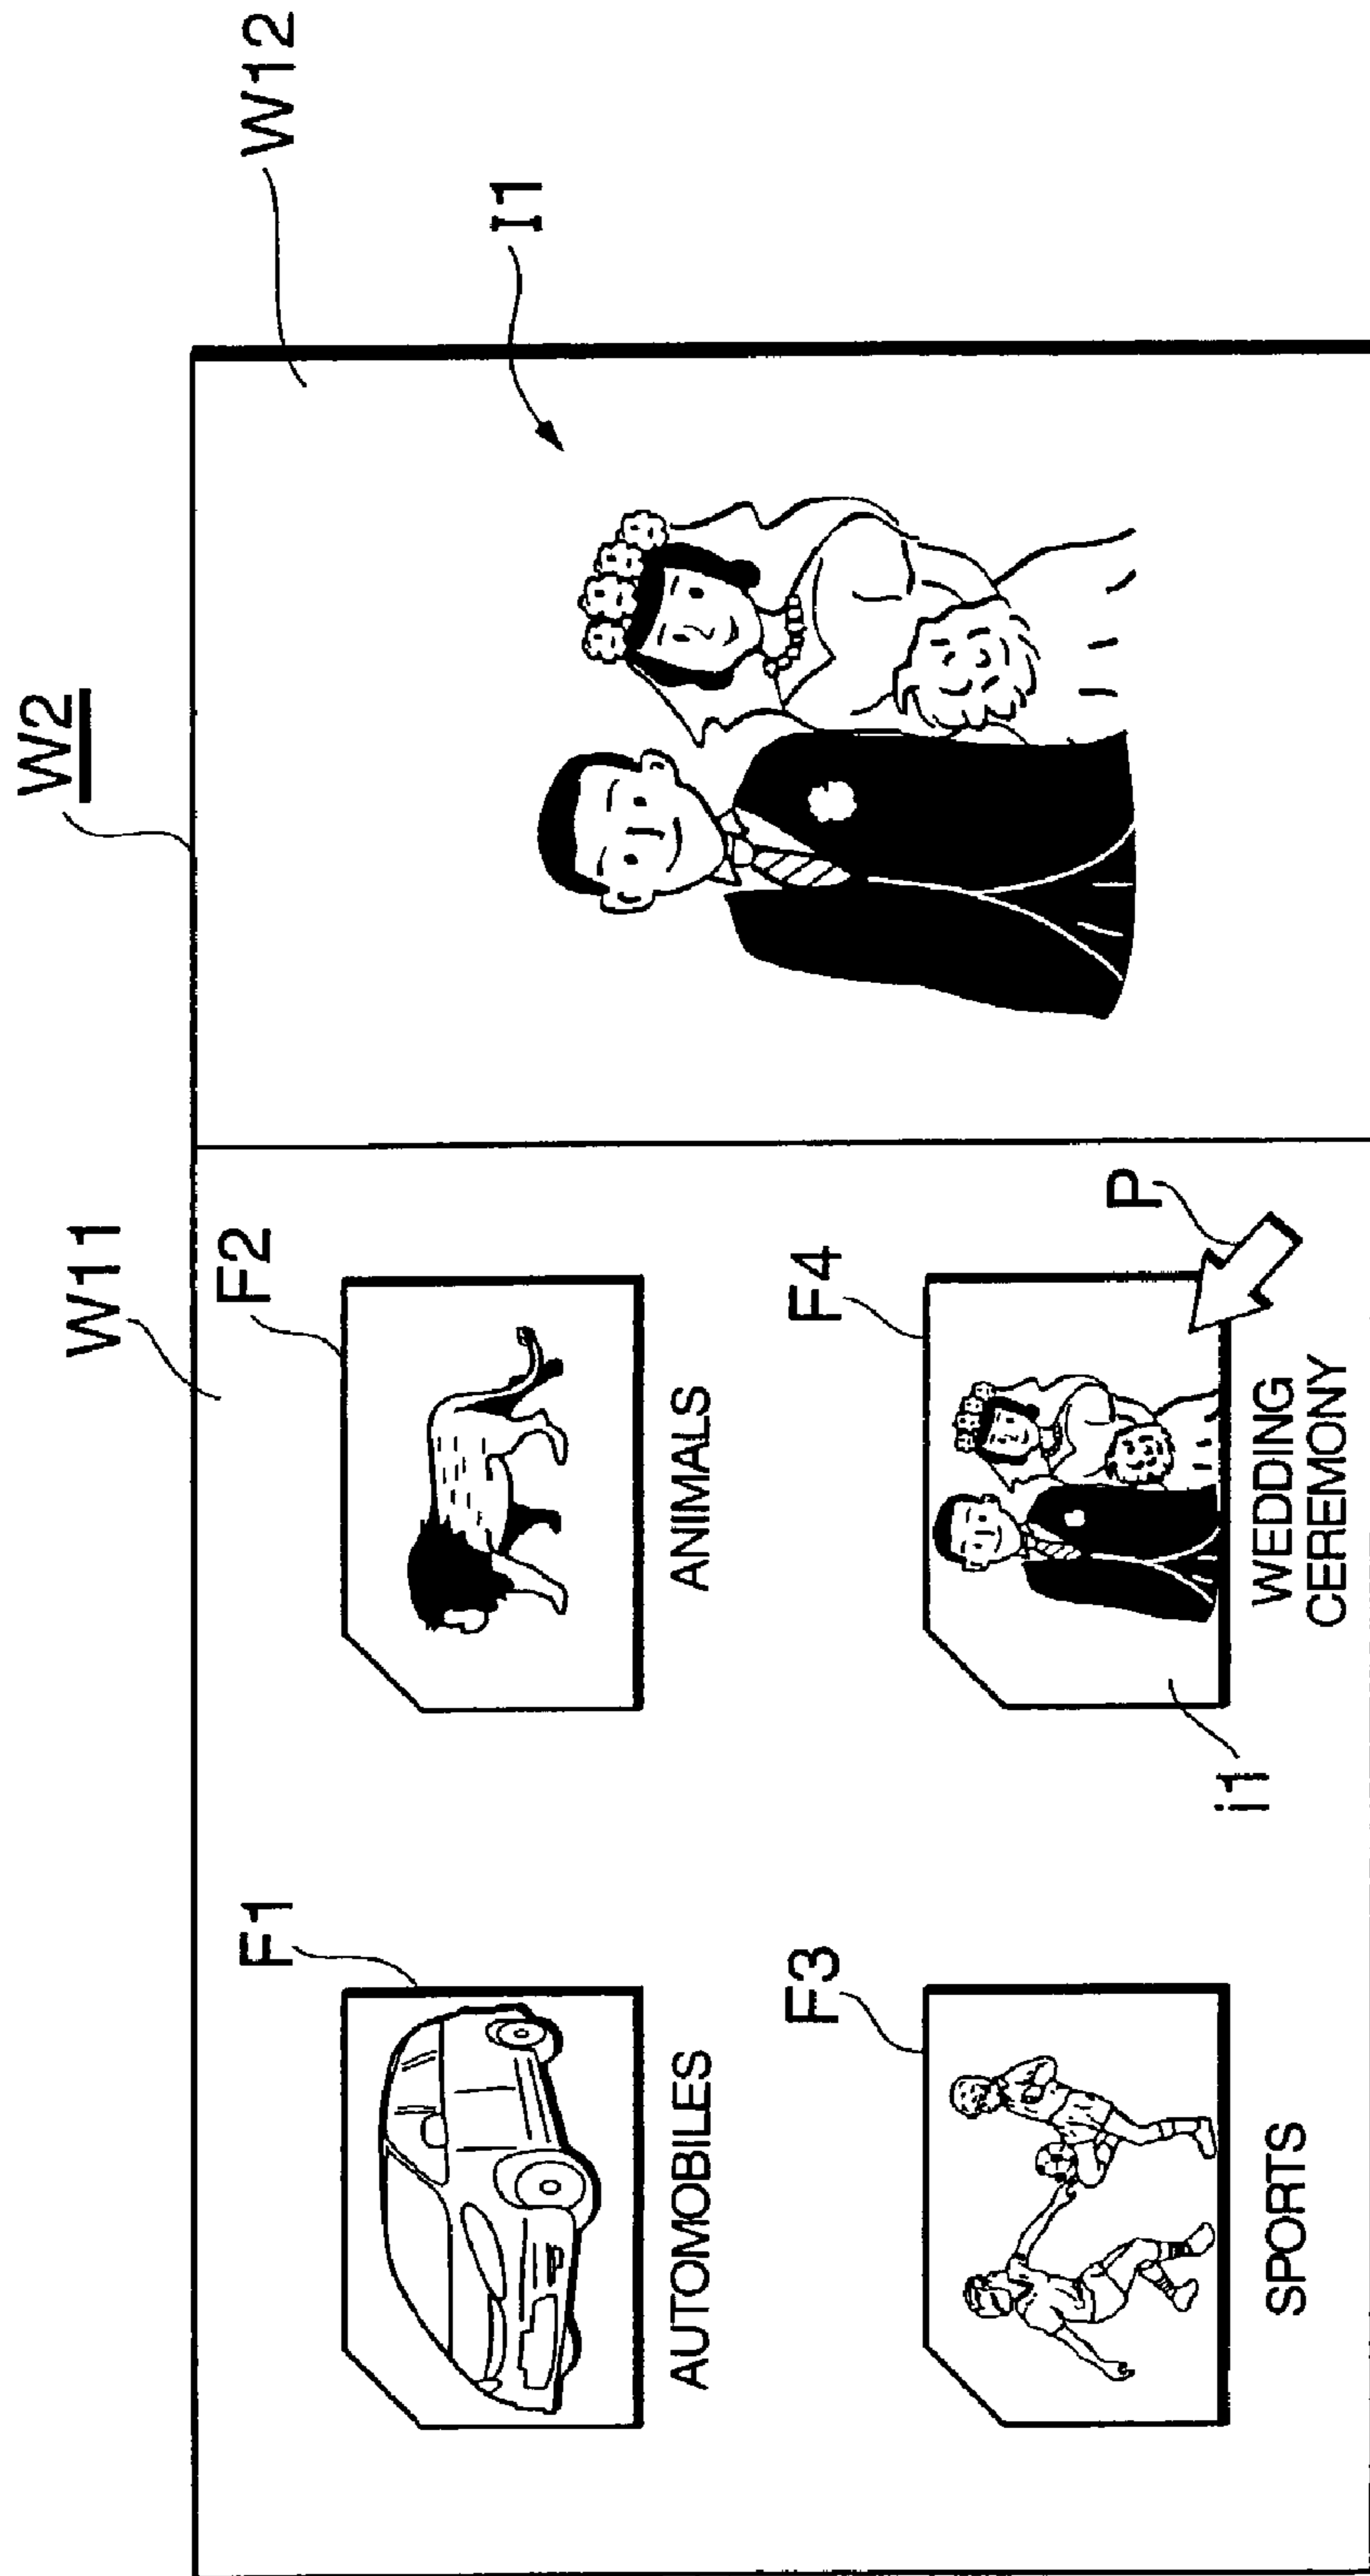 W2
W11
W12
F1
F2
I1
AUTOMOBILES
ANIMALS
F3
F4
P
i1
SPORTS
WEDDING
CEREMONY